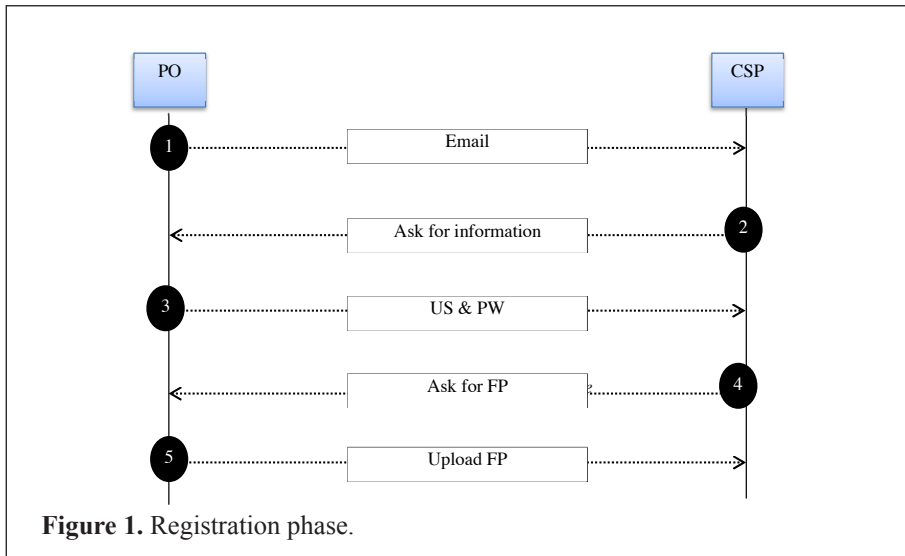 PO
CSP
1
Email
Ask for information
2
3
US & PW
Ask for FP
4
5
Upload FP
Figure 1. Registration phase.